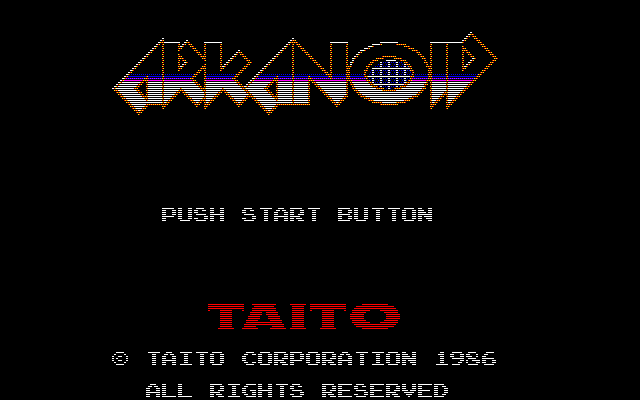 ARKANOID
PUSH START BUTTON
TAITO
© TAITO CORPORATION 1986
ALL RIGHTS RESERVED